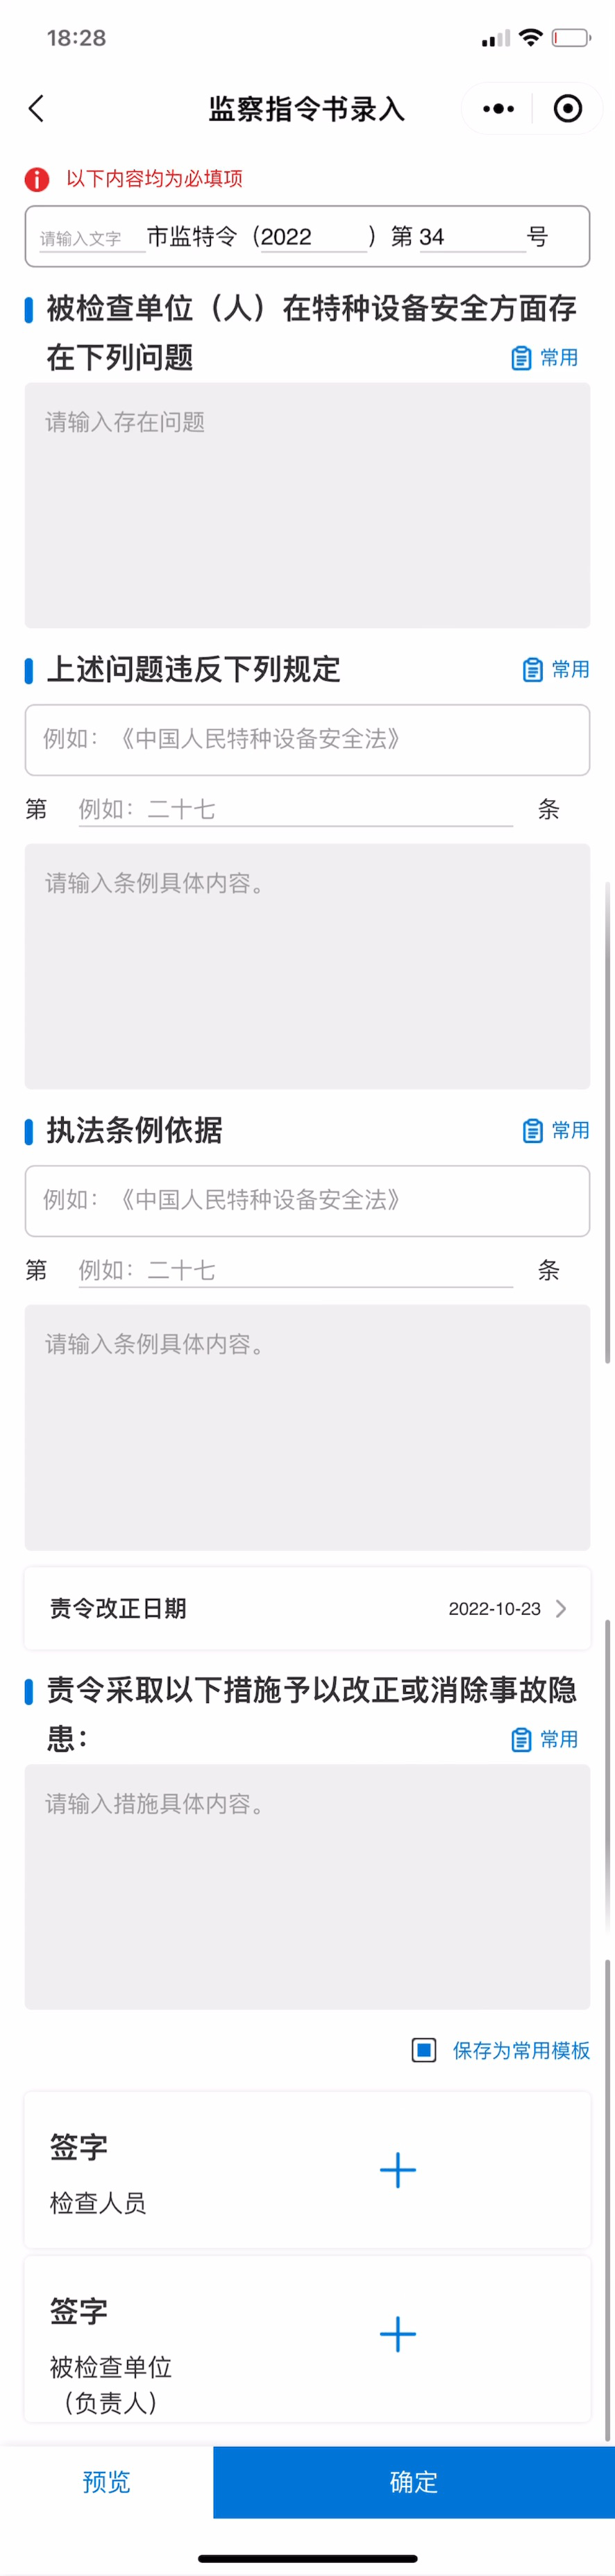 18:28
监察指令书录入
以下内容均为必填项
请输入文字 市监特令（2022 ）第 34 号
被检查单位（人）在特种设备安全方面存
在下列问题 常用
请输入存在问题
上述问题违反下列规定 常用
例如：《中国人民特种设备安全法》
第 例如：二十七 条
请输入条例具体内容。
执法条例依据 常用
例如：《中国人民特种设备安全法》
第 例如：二十七 条
请输入条例具体内容。
责令改正日期 2022-10-23
责令采取以下措施予以改正或消除事故隐
患： 常用
请输入措施具体内容。
保存为常用模板
签字
检查人员
签字
被检查单位
（负责人）
预览 确定